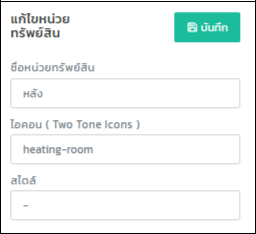 แก้ไขหน่วย
ทรัพย์สิน
บันทึก
ชื่อหน่วยทรัพย์สิน
หลัง
ไอคอน ( Two Tone Icons )
heating-room
สไตล์
-